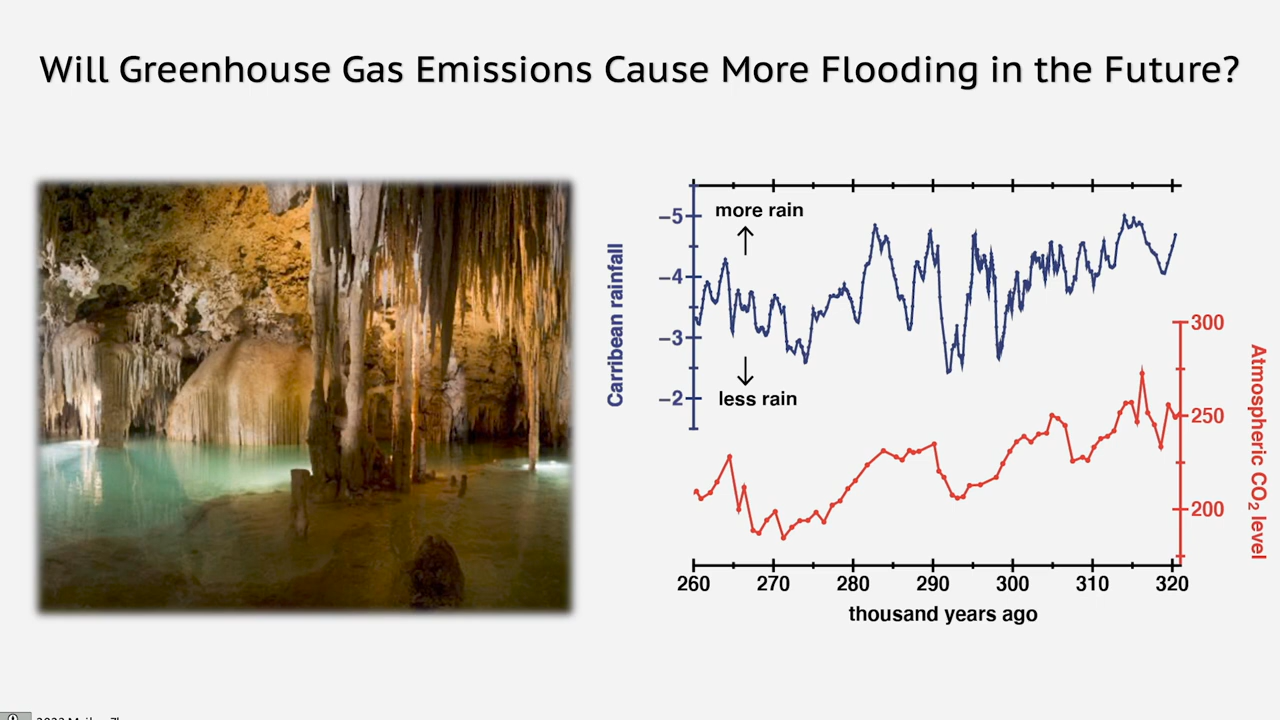 Will Greenhouse Gas Emissions Cause More Flooding in the Future?
more rain
less rain
Carribean rainfall
–5
–4
–3
–2
300
250
200
Atmospheric CO2 level
260 270 280 290 300 310 320
thousand years ago